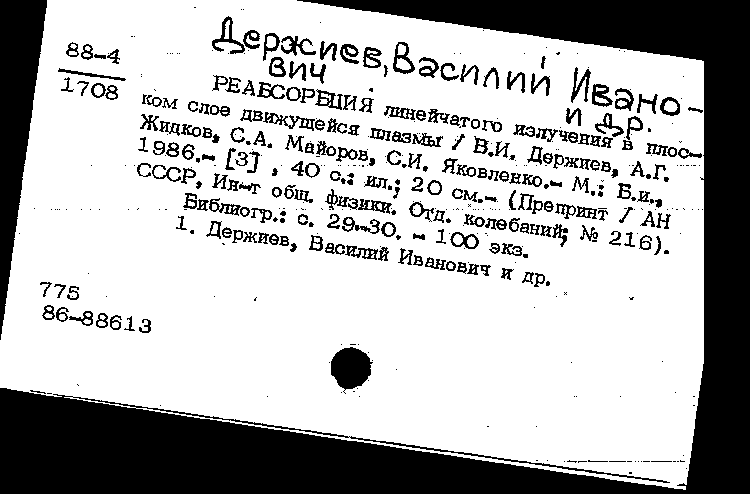 Держиев, Василий Ивано-
вич и др.
88-4
1708
РЕАБСОРБЦИЯ линейчатого излучения в плос-
ком слое движущейся плазмы / В.И. Держиев, А.Г.
Жидков, С.А. Майоров, С.И. Яковленко.- М.: Б.и.,
1986.- [3] , 40 с.: ил.; 20 см.- (Препринт / АН
СССР, Ин-т общ. физики. Отд. колебаний; № 216).
Библиогр.: с. 29-30. - 100 экз.
1. Держиев, Василий Иванович и др.
775
86-88613